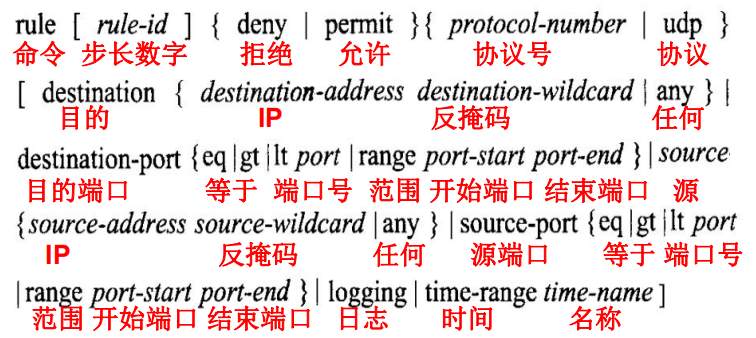 rule [ rule-id ] { deny | permit }{ protocol-number | udp }
命令 步长数字 拒绝 允许 协议号 协议
[ destination { destination-address destination-wildcard | any } |
目的 IP 反掩码 任何
destination-port {eq|gt|lt port |range port-start port-end }|source
目的端口 等于 端口号 范围 开始端口 结束端口 源
{source-address source-wildcard |any } |source-port {eq|gt|lt port
IP 反掩码 任何 源端口 等于 端口号
|range port-start port-end }| logging | time-range time-name ]
范围 开始端口 结束端口 日志 时间 名称